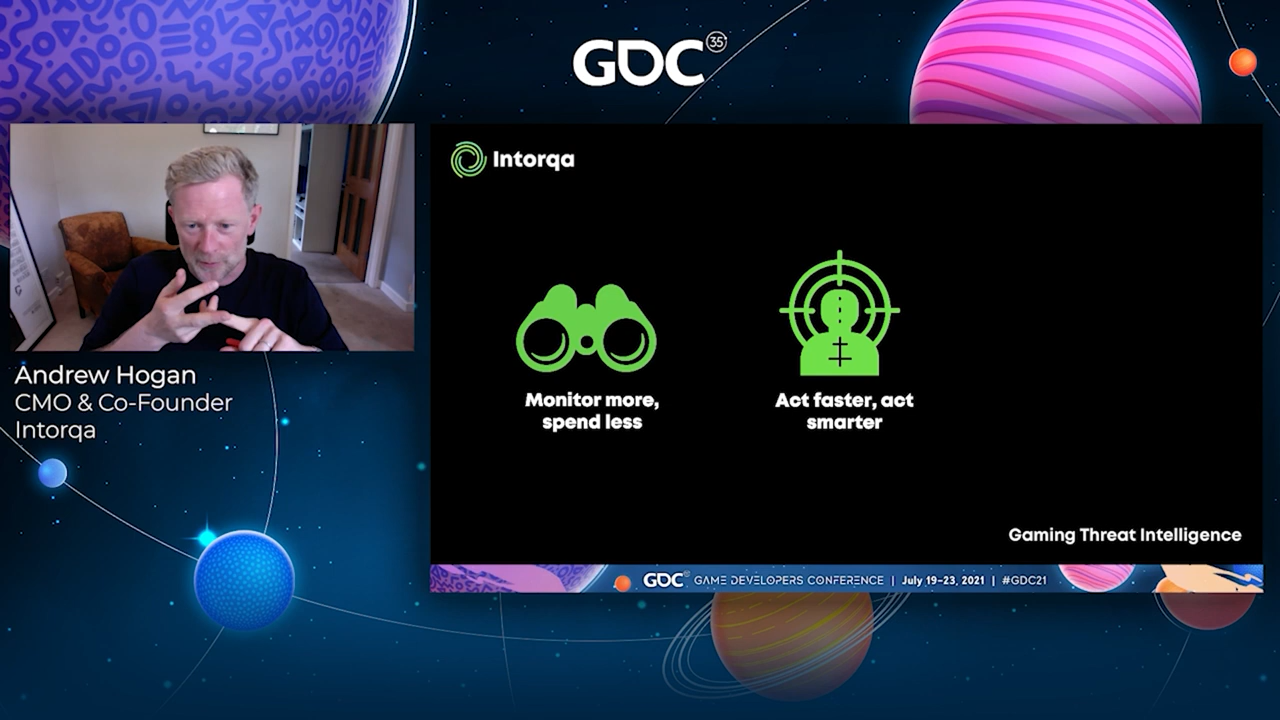 GDC 35
Andrew Hogan
CMO & Co-Founder
Intorqa
Intorqa
Monitor more,
spend less
Act faster, act
smarter
Gaming Threat Intelligence
GDC GAME DEVELOPERS CONFERENCE | July 19-23, 2021 | #GDC21